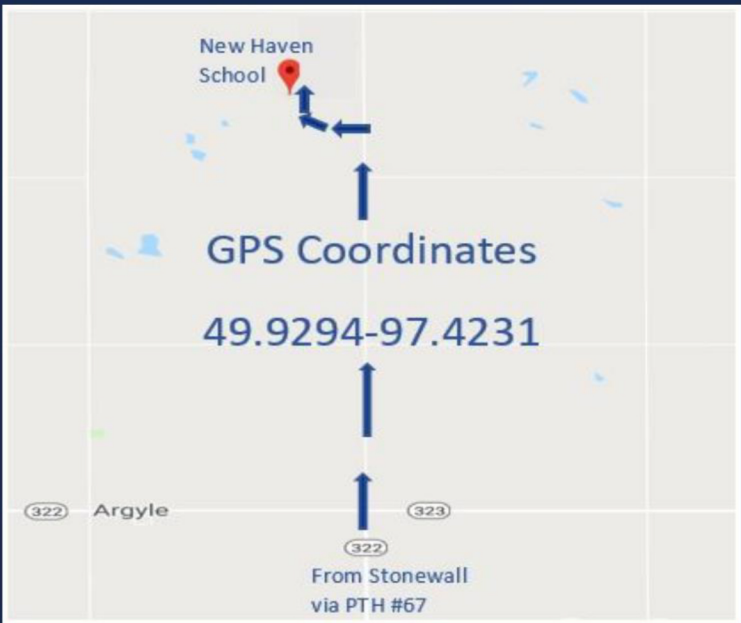 New Haven
School
GPS Coordinates
49.9294-97.4231
322 Argyle
323
322
From Stonewall
via PTH #67